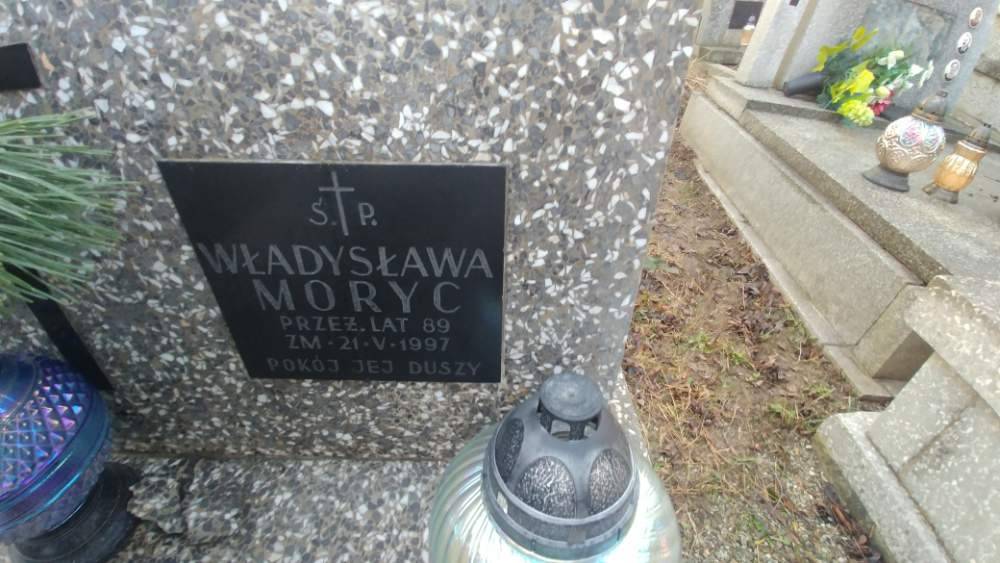 Ś. P.
WŁADYSŁAWA
MORYC
PRZEŻ. LAT 89
ZM · 21 · V · 1997
POKÓJ JEJ DUSZY